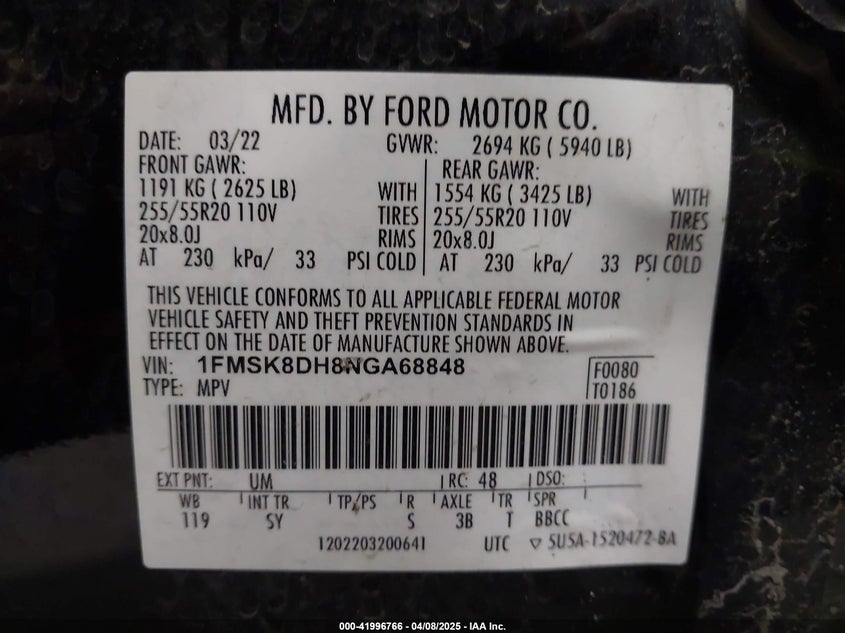 MFD. BY FORD MOTOR CO.
DATE: 03/22 GVWR: 2694 KG ( 5940 LB)
FRONT GAWR: REAR GAWR:
1191 KG ( 2625 LB) WITH 1554 KG ( 3425 LB) WITH
255/55R20 110V TIRES 255/55R20 110V TIRES
20x8.0J RIMS 20x8.0J RIMS
AT 230 kPa/ 33 PSI COLD AT 230 kPa/ 33 PSI COLD
THIS VEHICLE CONFORMS TO ALL APPLICABLE FEDERAL MOTOR
VEHICLE SAFETY AND THEFT PREVENTION STANDARDS IN
EFFECT ON THE DATE OF MANUFACTURE SHOWN ABOVE.
VIN: 1FMSK8DH8NGA68848 F0080
TYPE: MPV T0186
EXT PNT: UM RC: 48 DSO:
WB INT TR TP/PS R AXLE TR SPR
119 SY S 3B T BBCC
1202203200641 UTC ▽ 5U5A-1520472-BA
000-41996766 - 04/08/2025 - IAA Inc.